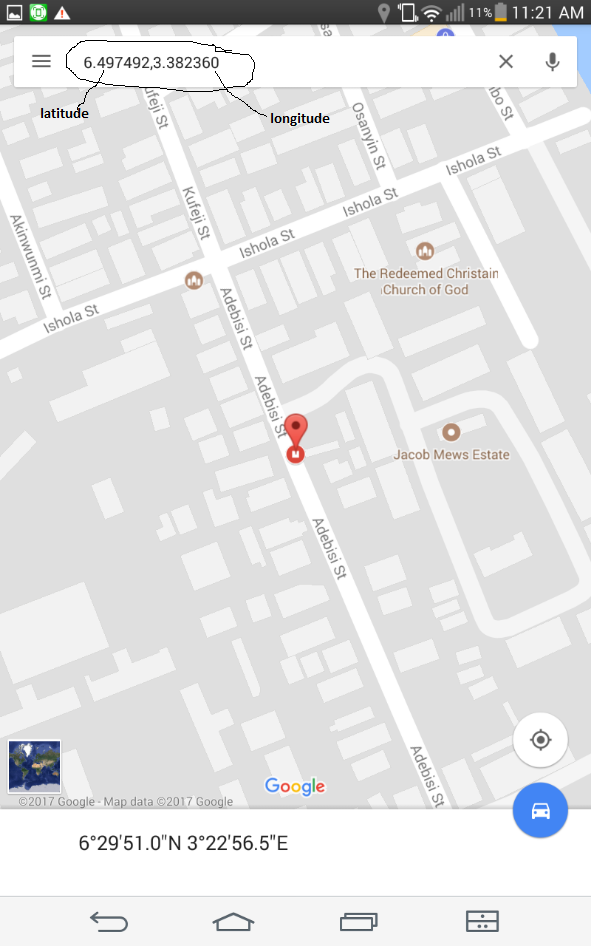 11% 11:21 AM
6.497492,3.382360
latitude
longitude
Kufeji St
Osanyin St
Ishola St
Kufeji St
Ishola St
Akinwunmi St
Ishola St
The Redeemed Christain
Church of God
Ishola St
Adebisi St
Adebisi St
Jacob Mews Estate
Adebisi St
Adebisi St
Google
©2017 Google - Map data ©2017 Google
6°29'51.0"N 3°22'56.5"E